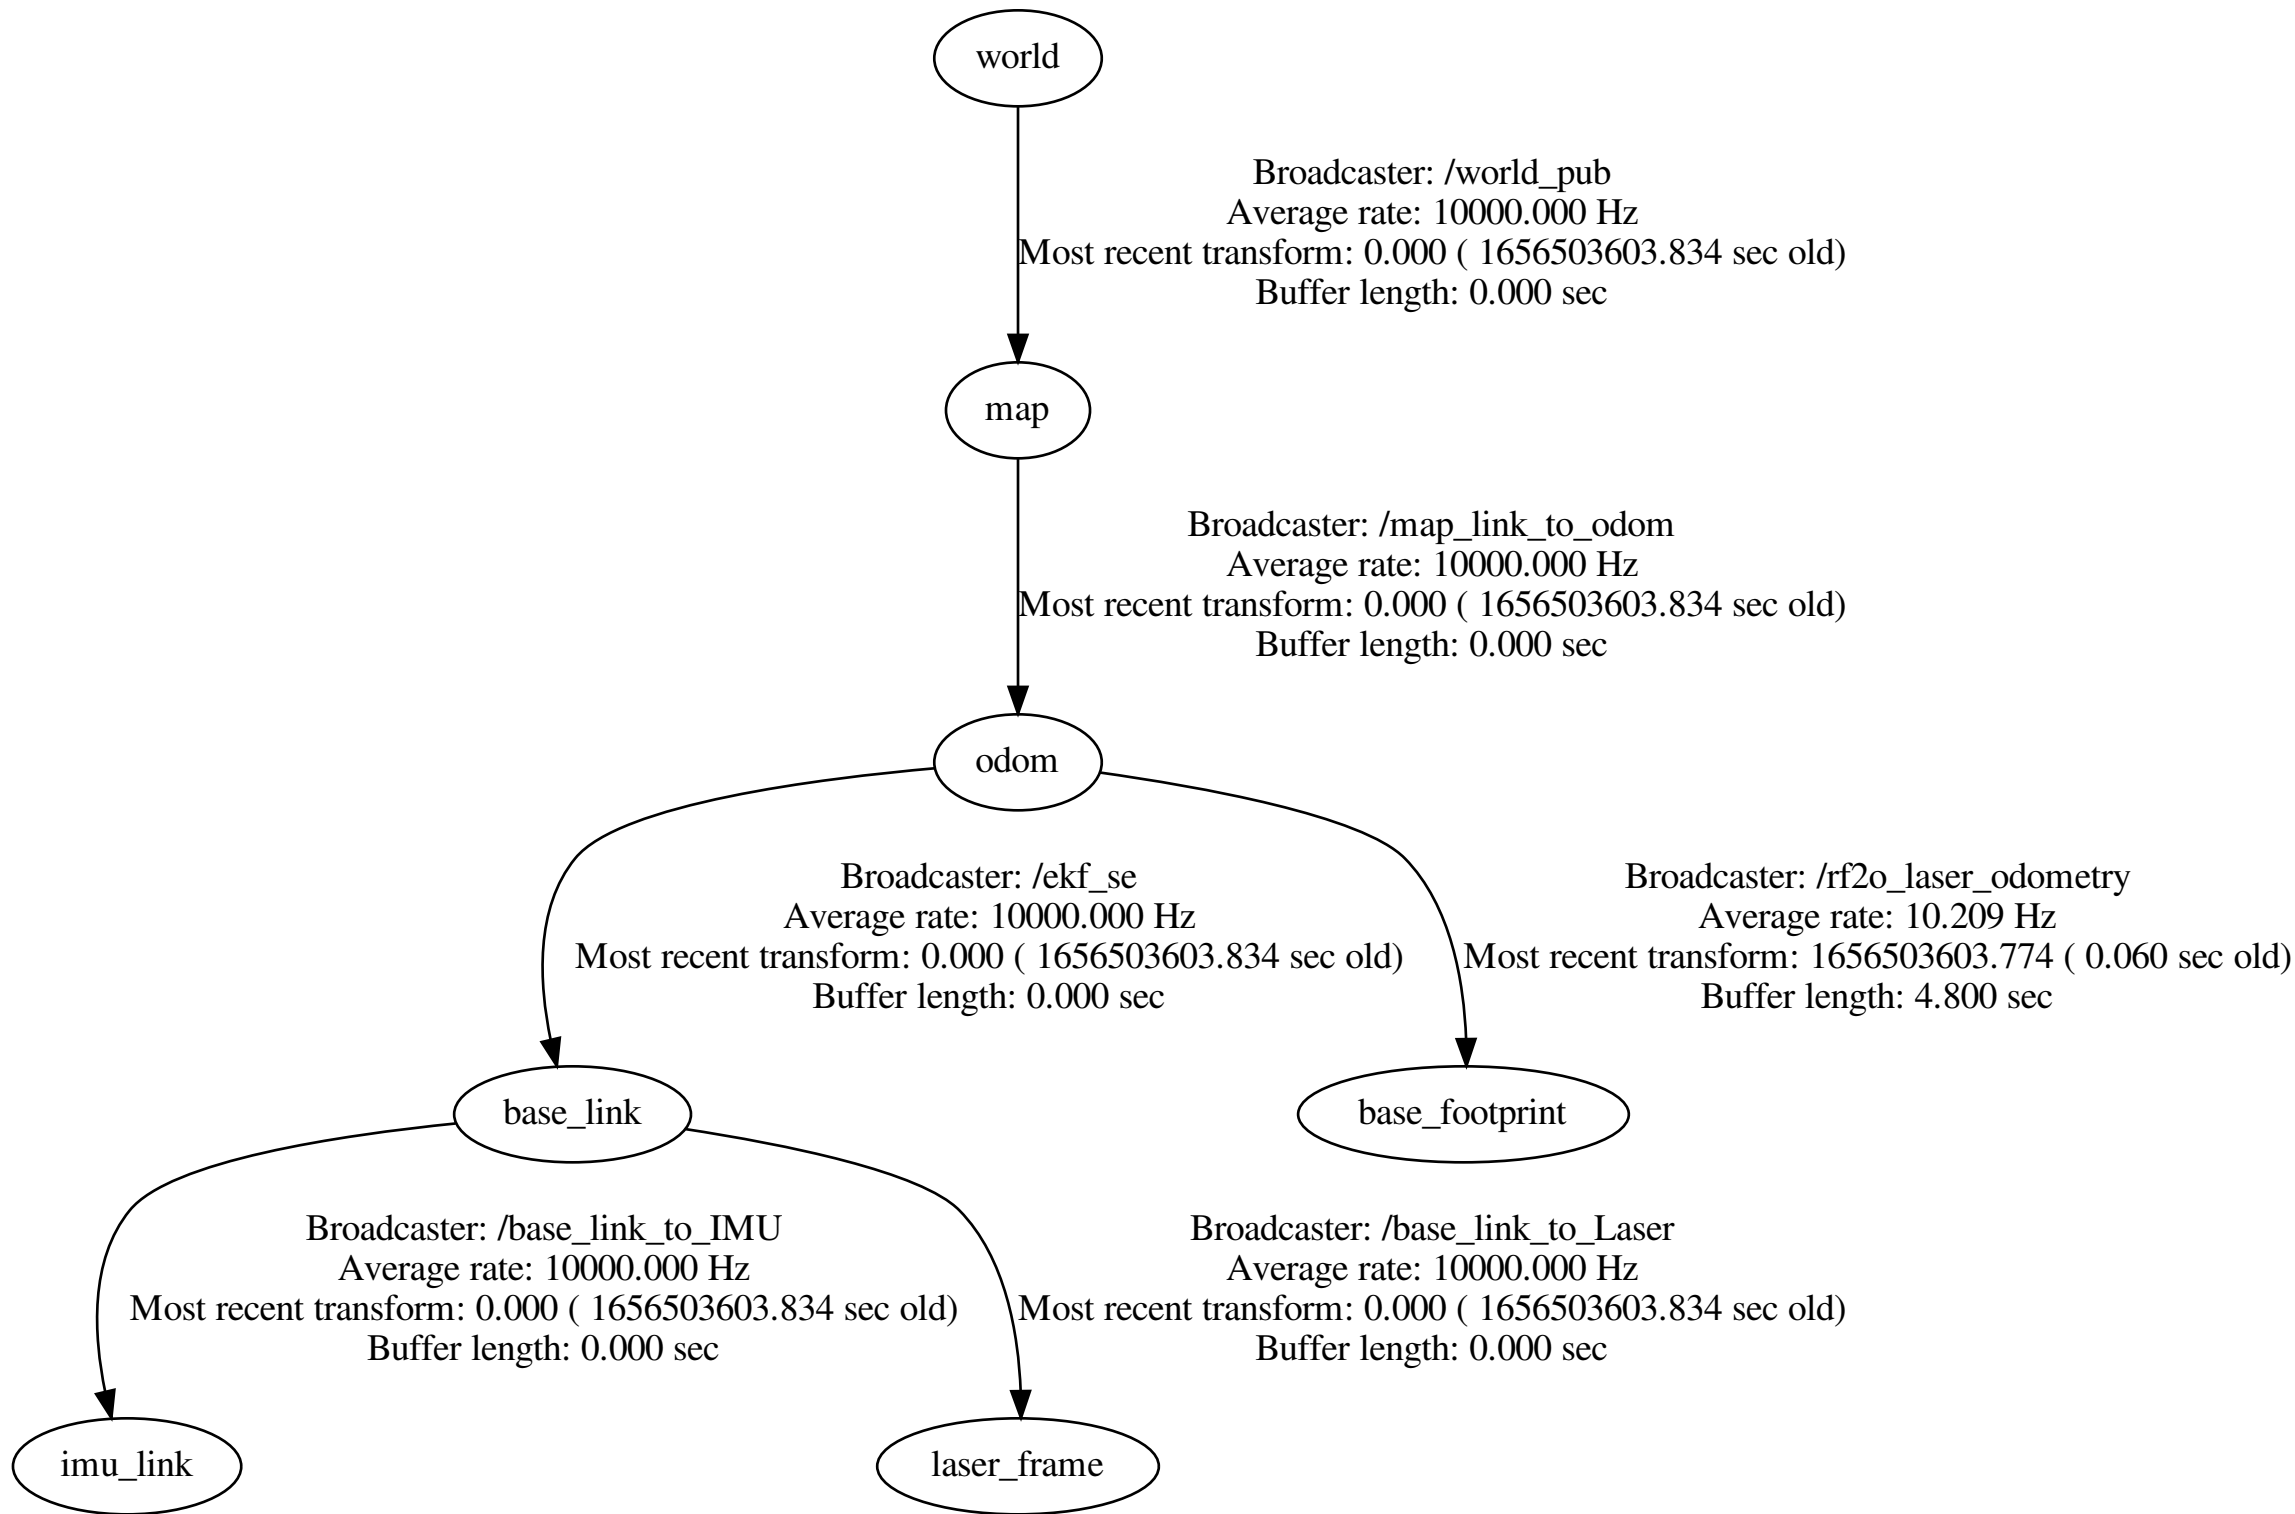 world
Broadcaster: /world_pub
Average rate: 10000.000 Hz
Most recent transform: 0.000 ( 1656503603.834 sec old)
Buffer length: 0.000 sec
map
Broadcaster: /map_link_to_odom
Average rate: 10000.000 Hz
Most recent transform: 0.000 ( 1656503603.834 sec old)
Buffer length: 0.000 sec
odom
Broadcaster: /ekf_se
Average rate: 10000.000 Hz
Most recent transform: 0.000 ( 1656503603.834 sec old)
Buffer length: 0.000 sec
Broadcaster: /rf2o_laser_odometry
Average rate: 10.209 Hz
Most recent transform: 1656503603.774 ( 0.060 sec old)
Buffer length: 4.800 sec
base_link
base_footprint
Broadcaster: /base_link_to_IMU
Average rate: 10000.000 Hz
Most recent transform: 0.000 ( 1656503603.834 sec old)
Buffer length: 0.000 sec
Broadcaster: /base_link_to_Laser
Average rate: 10000.000 Hz
Most recent transform: 0.000 ( 1656503603.834 sec old)
Buffer length: 0.000 sec
imu_link
laser_frame